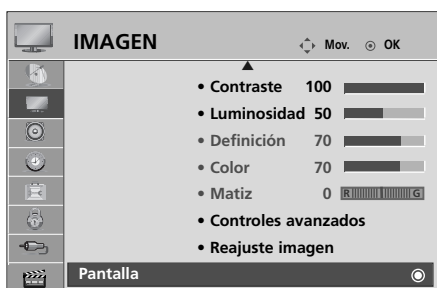 IMAGEN Mov. OK
• Contraste 100
• Luminosidad 50
• Definición 70
• Color 70
• Matiz 0 R G
• Controles avanzados
• Reajuste imagen
Pantalla